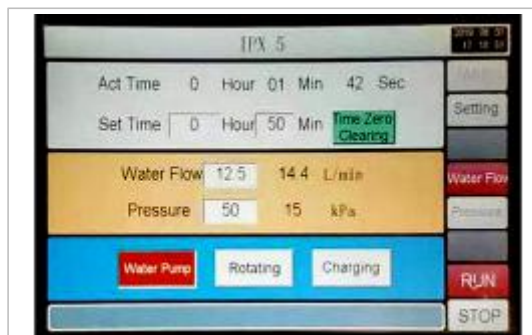 IPX 5
Act Time 0 Hour 01 Min 42 Sec
Set Time 0 Hour 50 Min Time Zero Clearing
Setting
Water Flow 12.5 14.4 L/min
Water Flow
Pressure 50 15 kPa
Pressure
Water Pump Rotating Charging
RUN
STOP